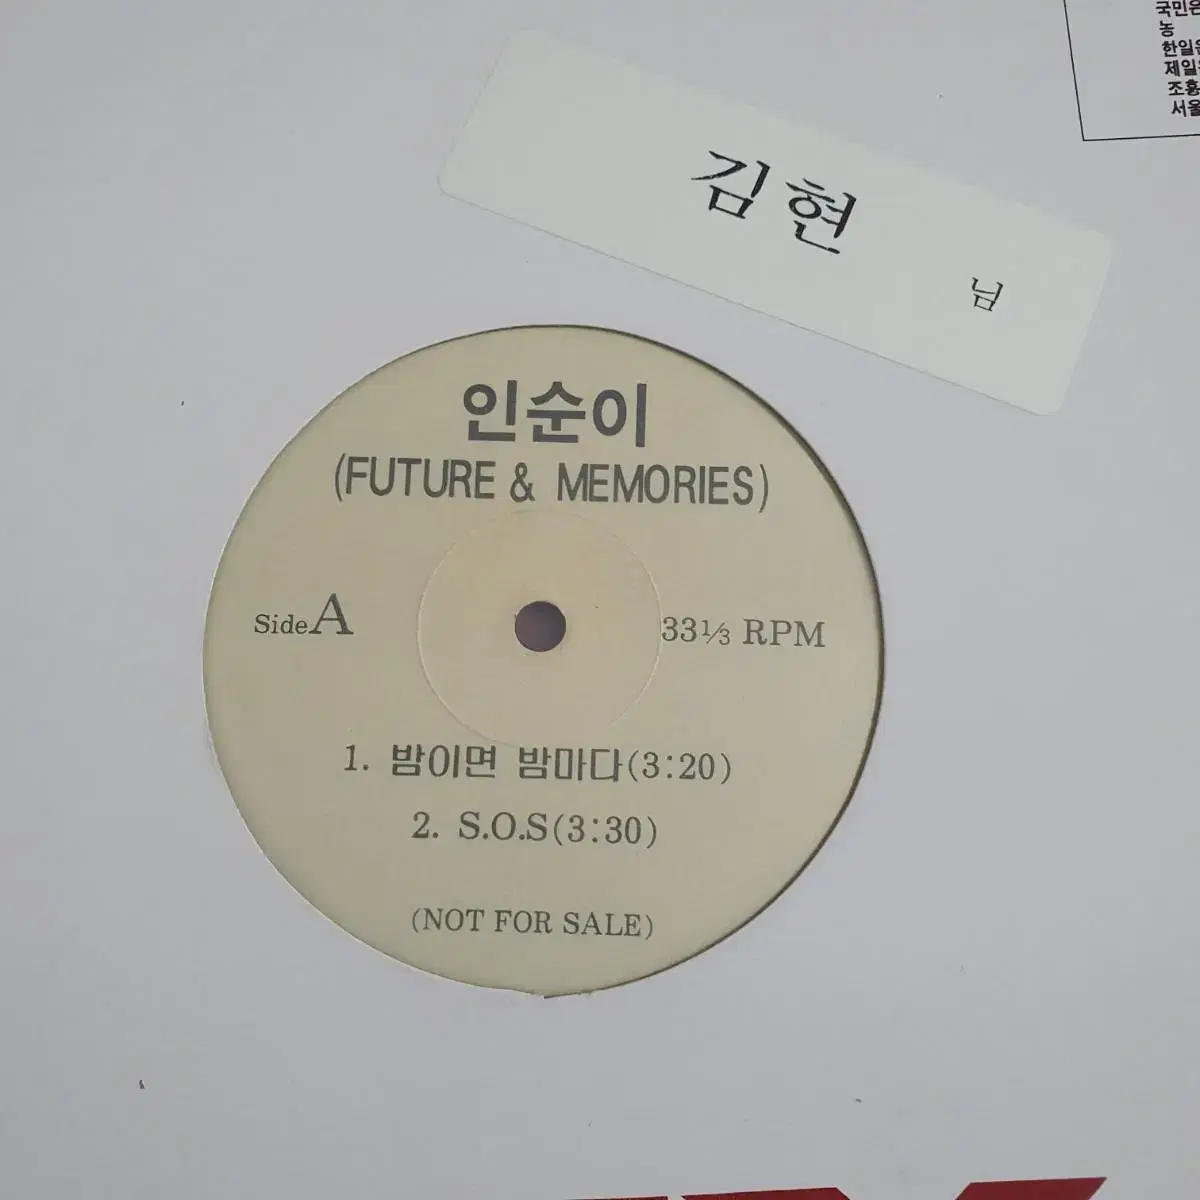 국민은
농
한일은
제일
조흥
서울
김현
님
인순이
(FUTURE & MEMORIES)
Side A
33⅓ RPM
1. 밤이면 밤마다(3:20)
2. S.O.S(3:30)
(NOT FOR SALE)